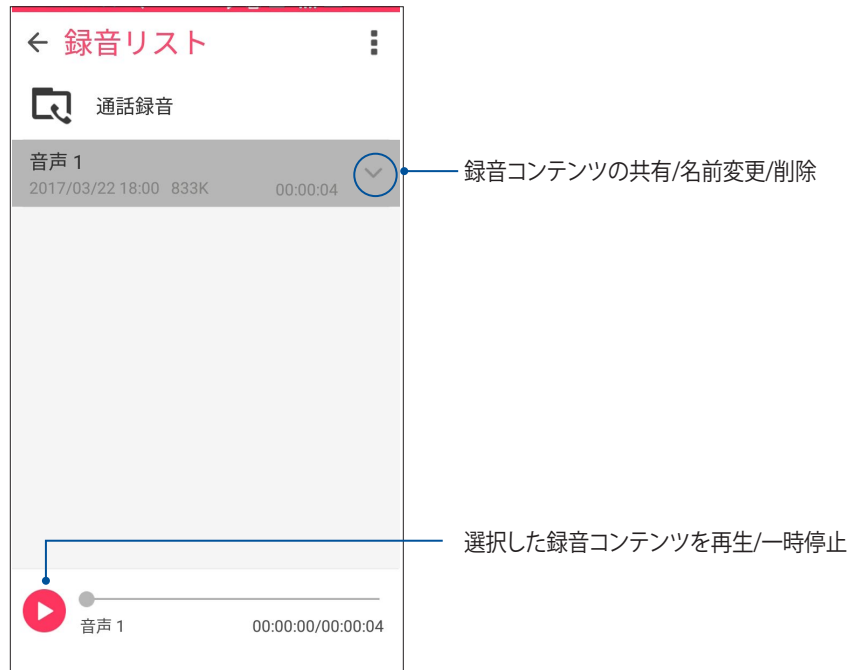 録音リスト
通話録音
音声 1
2017/03/22 18:00 833K 00:00:04
録音コンテンツの共有/名前変更/削除
選択した録音コンテンツを再生/一時停止
音声 1 00:00:00/00:00:04